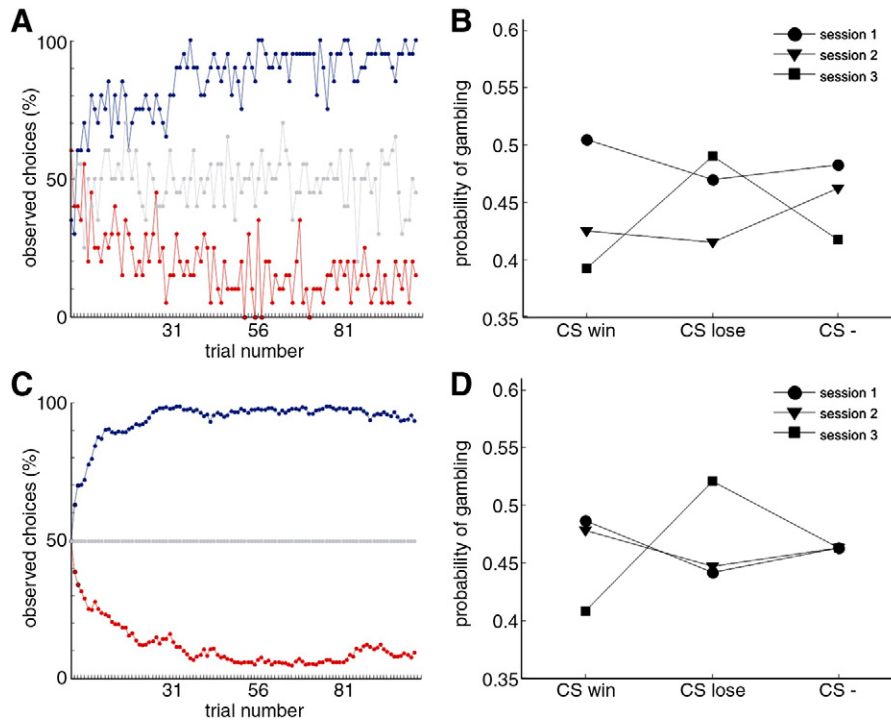 A
100
50
0
observed choices (%)
31 56 81
trial number
B
0.6
0.55
0.5
0.45
0.4
0.35
probability of gambling
session 1
session 2
session 3
CS win CS lose CS -
C
100
50
0
observed choices (%)
31 56 81
trial number
D
0.6
0.55
0.5
0.45
0.4
0.35
probability of gambling
session 1
session 2
session 3
CS win CS lose CS -